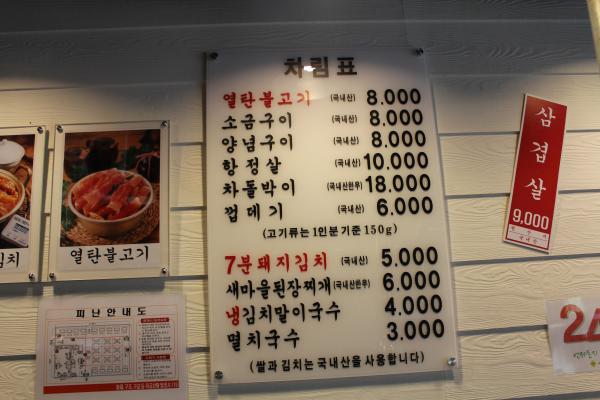 차림표
열탄불고기 (국내산) 8.000
소금구이 (국내산) 8.000
양념구이 (국내산) 8.000
항정살 (국내산) 10.000
차돌박이 (국내산한우) 18.000
껍데기 (국내산) 6.000
(고기류는 1인분 기준 150g)
7분돼지김치 (국내산) 5.000
새마을된장찌개 (국내산한우) 6.000
냉김치말이국수 4.000
멸치국수 3.000
(쌀과 김치는 국내산을 사용합니다)
삼겹살
9,000
국내산
김치
열탄불고기
피난안내도